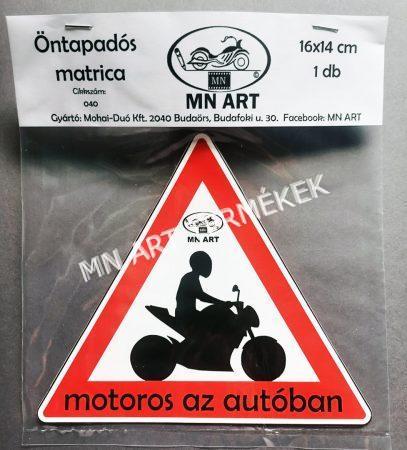 Öntapadós
matrica
Cikkszám:
040
MN ART
16x14 cm
1 db
Gyártó: Mohai-Duó Kft. 2040 Budaörs, Budafoki u. 30. Facebook: MN ART
MN ART TERMÉKEK
MN ART
motoros az autóban